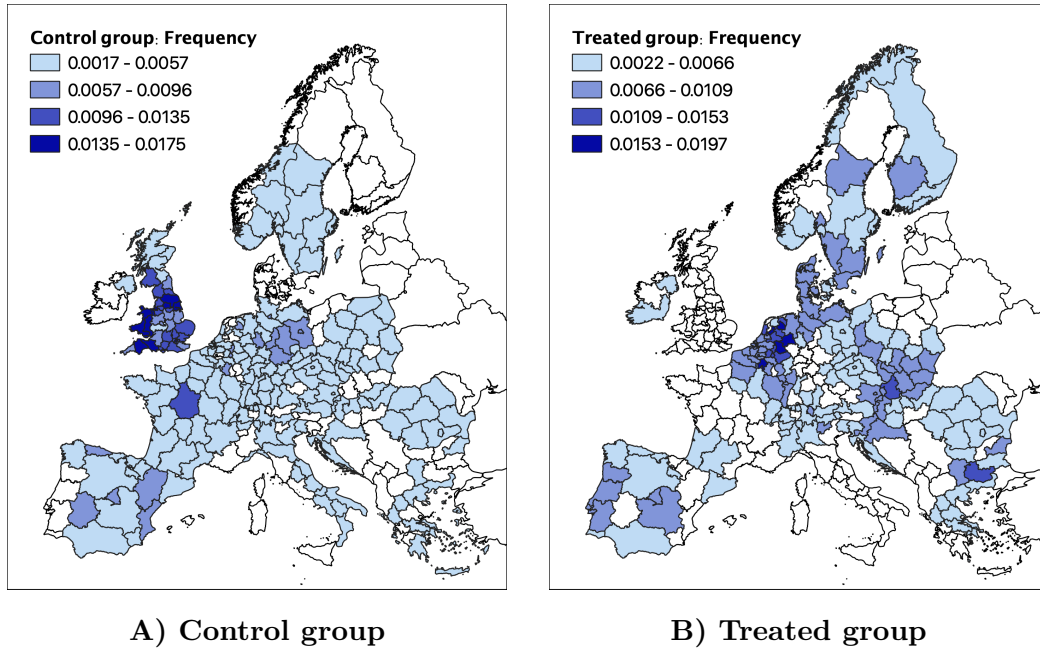 Control group: Frequency
0.0017 - 0.0057
0.0057 - 0.0096
0.0096 - 0.0135
0.0135 - 0.0175
Treated group: Frequency
0.0022 - 0.0066
0.0066 - 0.0109
0.0109 - 0.0153
0.0153 - 0.0197
A) Control group
B) Treated group